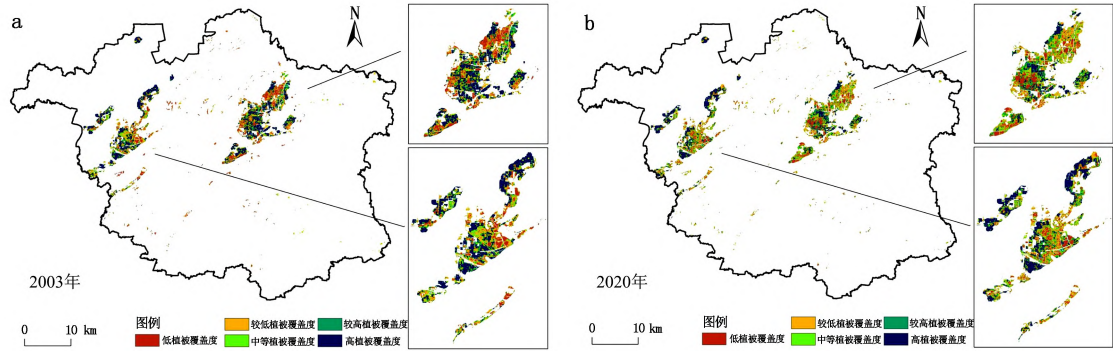 a
N
2003年
0 10 km
图例
低植被覆盖度
较低植被覆盖度
中等植被覆盖度
较高植被覆盖度
高植被覆盖度
b
N
2020年
0 10 km
图例
低植被覆盖度
较低植被覆盖度
中等植被覆盖度
较高植被覆盖度
高植被覆盖度